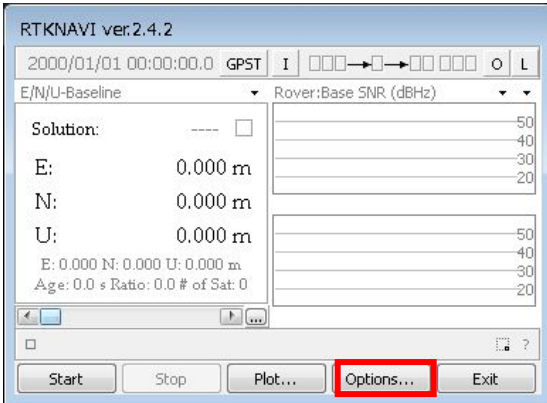 RTKNAVI ver.2.4.2
2000/01/01 00:00:00.0 GPST I O L
E/N/U-Baseline Rover:Base SNR (dBHz)
Solution: ----
E: 0.000 m
N: 0.000 m
U: 0.000 m
E: 0.000 N: 0.000 U: 0.000 m
Age: 0.0 s Ratio: 0.0 # of Sat: 0
50
40
30
20
50
40
30
20
...
?
Start Stop Plot... Options... Exit